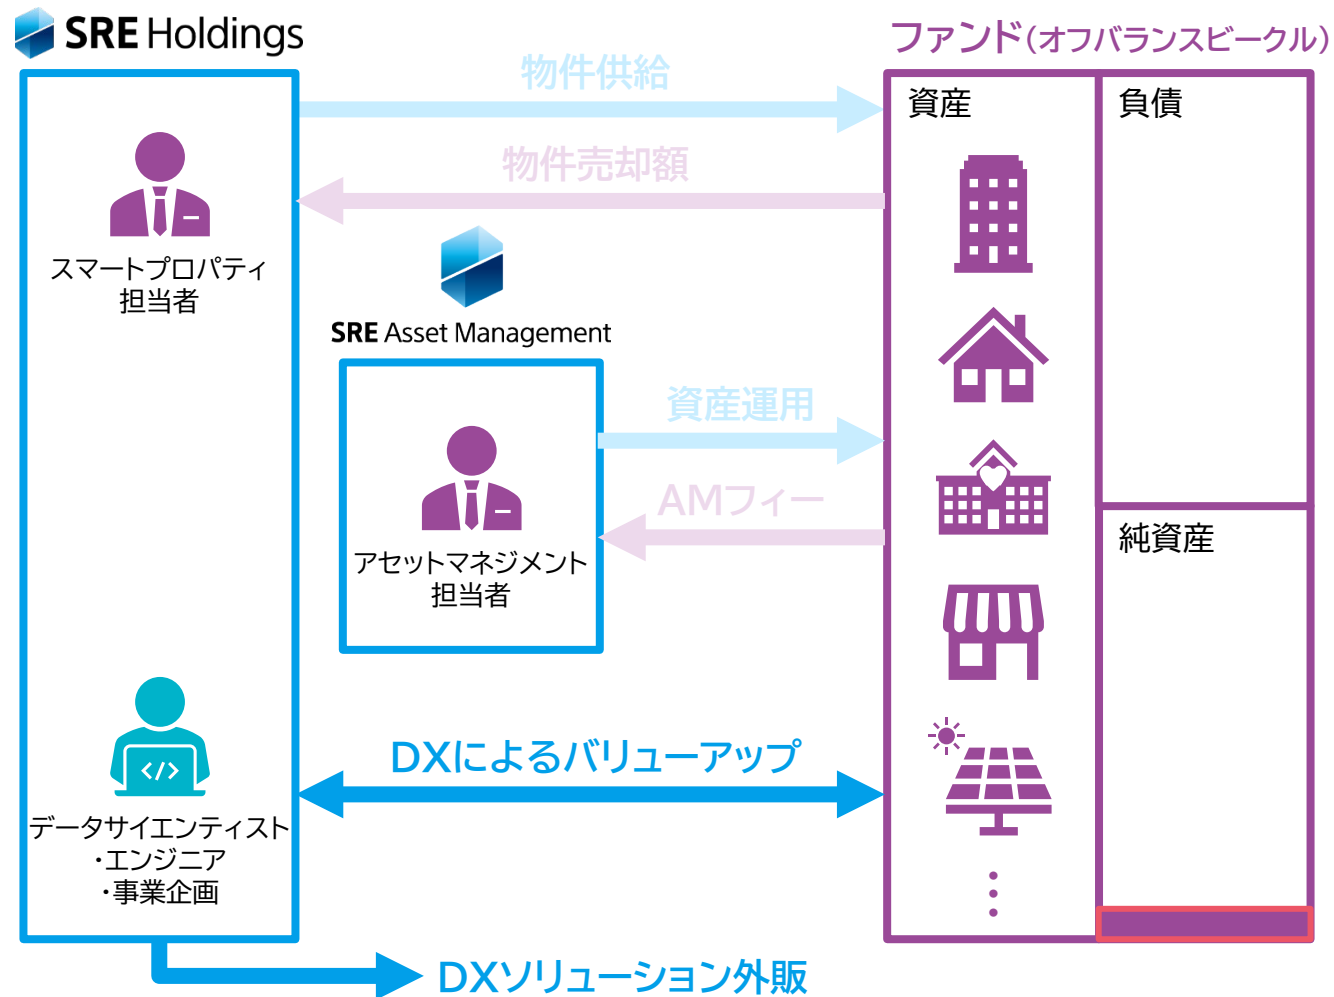 SRE Holdings
ファンド(オフバランスビークル)
物件供給
資産
負債
物件売却額
スマートプロパティ
担当者
SRE Asset Management
資産運用
AMフィー
純資産
アセットマネジメント
担当者
DXによるバリューアップ
</>
データサイエンティスト
・エンジニア
・事業企画
DXソリューション外販